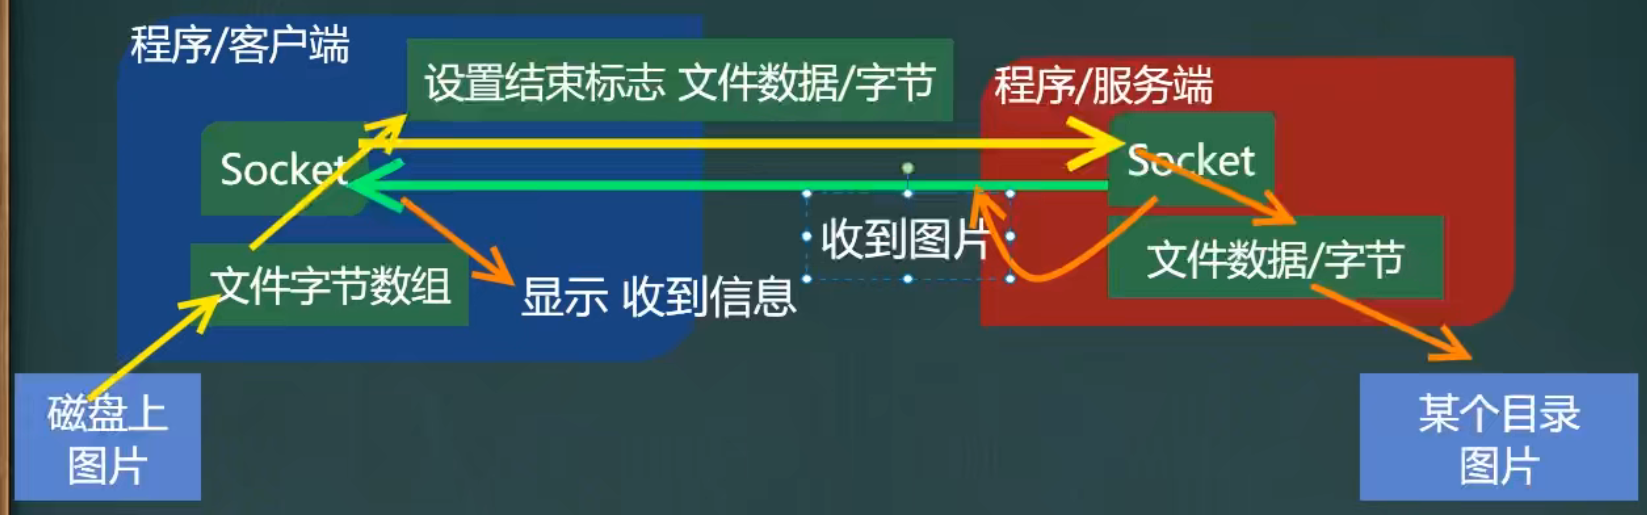 程序/客户端
设置结束标志 文件数据/字节
程序/服务端
Socket
Socket
收到图片
文件数据/字节
文件字节数组
显示 收到信息
磁盘上
图片
某个目录
图片